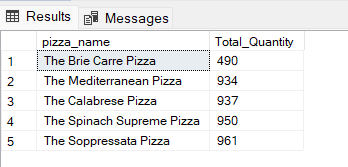 Results Messages
pizza_name Total_Quantity
1 The Brie Carre Pizza 490
2 The Mediterranean Pizza 934
3 The Calabrese Pizza 937
4 The Spinach Supreme Pizza 950
5 The Soppressata Pizza 961